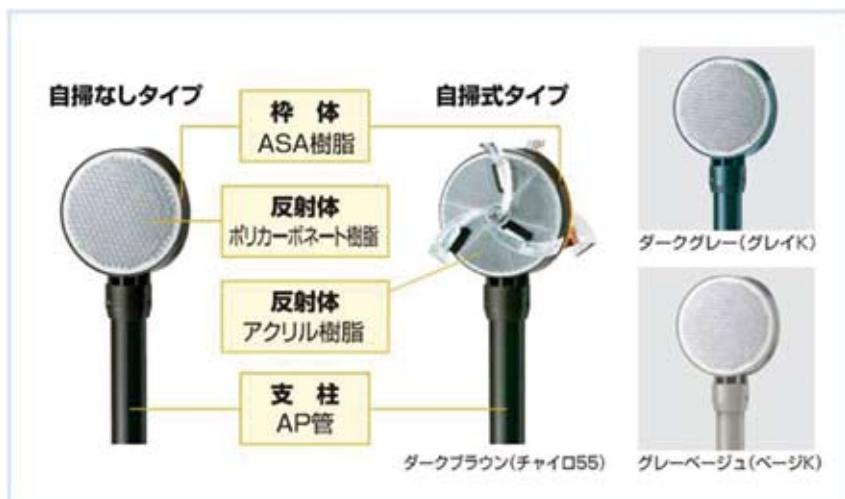 自掃なしタイプ
自掃式タイプ
枠 体
ASA樹脂
反射体
ポリカーボネート樹脂
反射体
アクリル樹脂
支 柱
AP管
ダークブラウン(チャイロ55)
ダークグレー(グレイK)
グレーベージュ(ベージK)